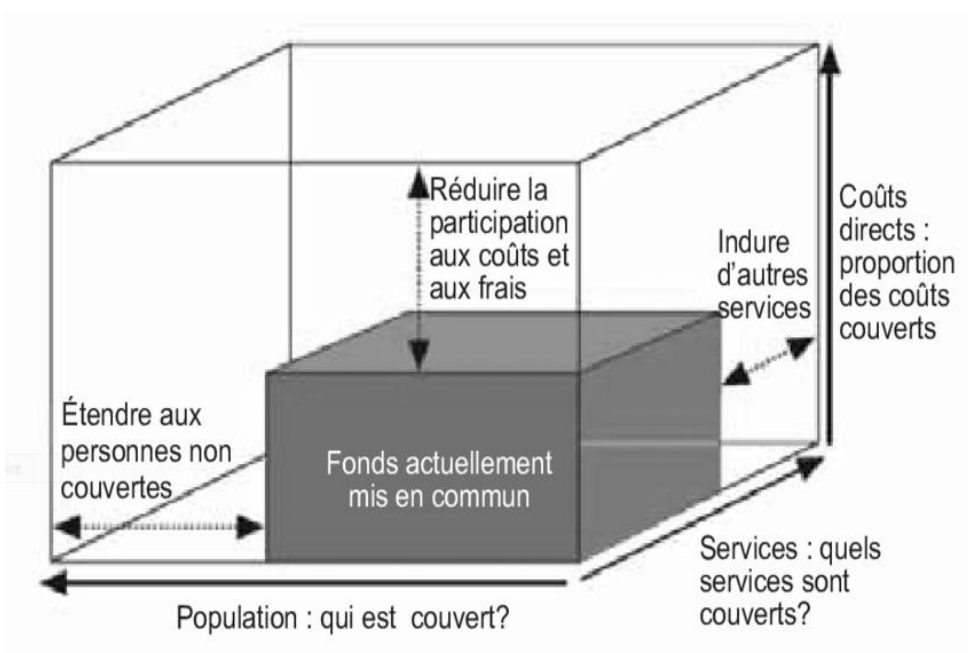 Réduire la
participation
aux coûts et
aux frais
Indure
d'autres
services
Coûts
directs :
proportion
des coûts
couverts
Étendre aux
personnes non
couvertes
Fonds actuellement
mis en commun
Services : quels
services sont
couverts?
Population : qui est couvert?